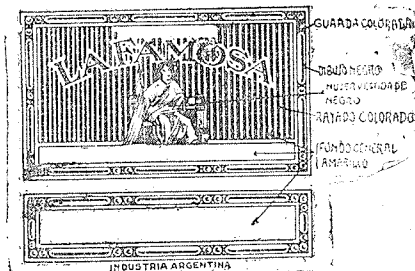 LA FAMOSA
GUARDA COLORADA
DIBUJO NEGRO
NEGRO
RAYADO COLORADO
FONDO GENERAL
AMARILLO
INDUSTRIA ARGENTINA